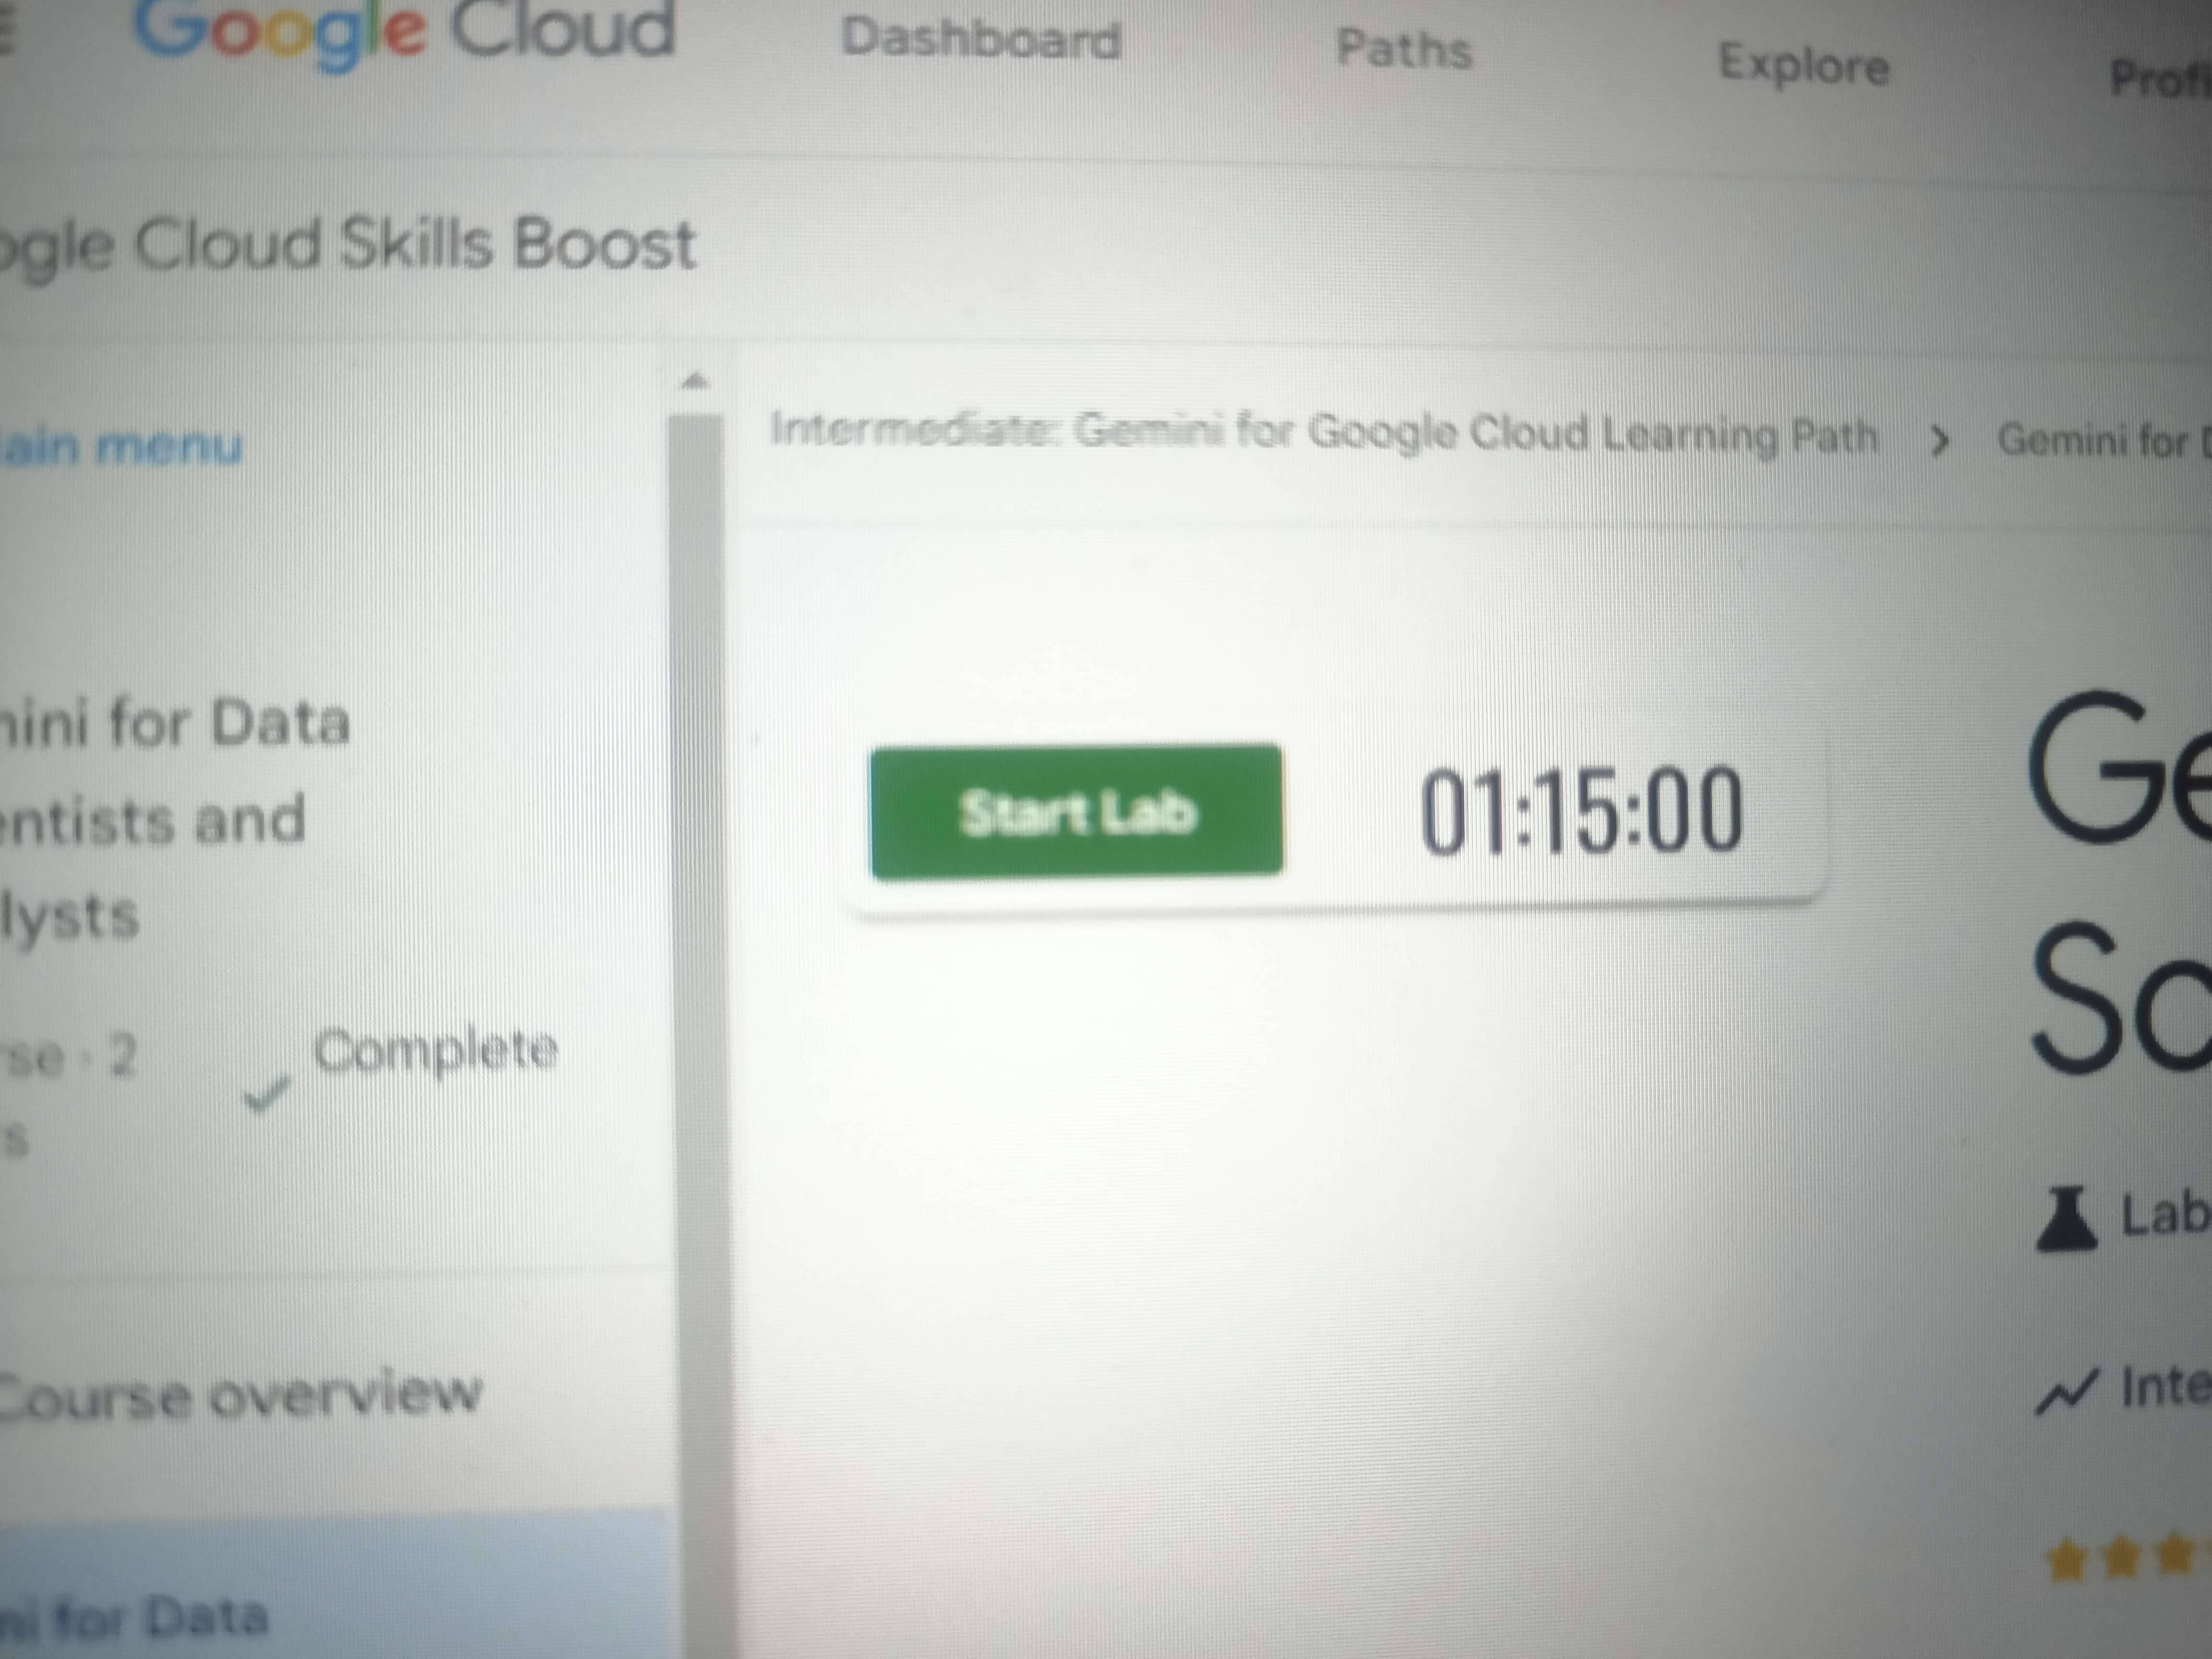 Google Cloud Dashboard Paths Explore Profi
ogle Cloud Skills Boost
ain menu
Intermediate: Gemini for Google Cloud Learning Path > Gemini for D
ini for Data
entists and
lysts
se · 2
s
Complete
Course overview
ni for Data
Start Lab 01:15:00
Ge
Sc
Lab
Inte